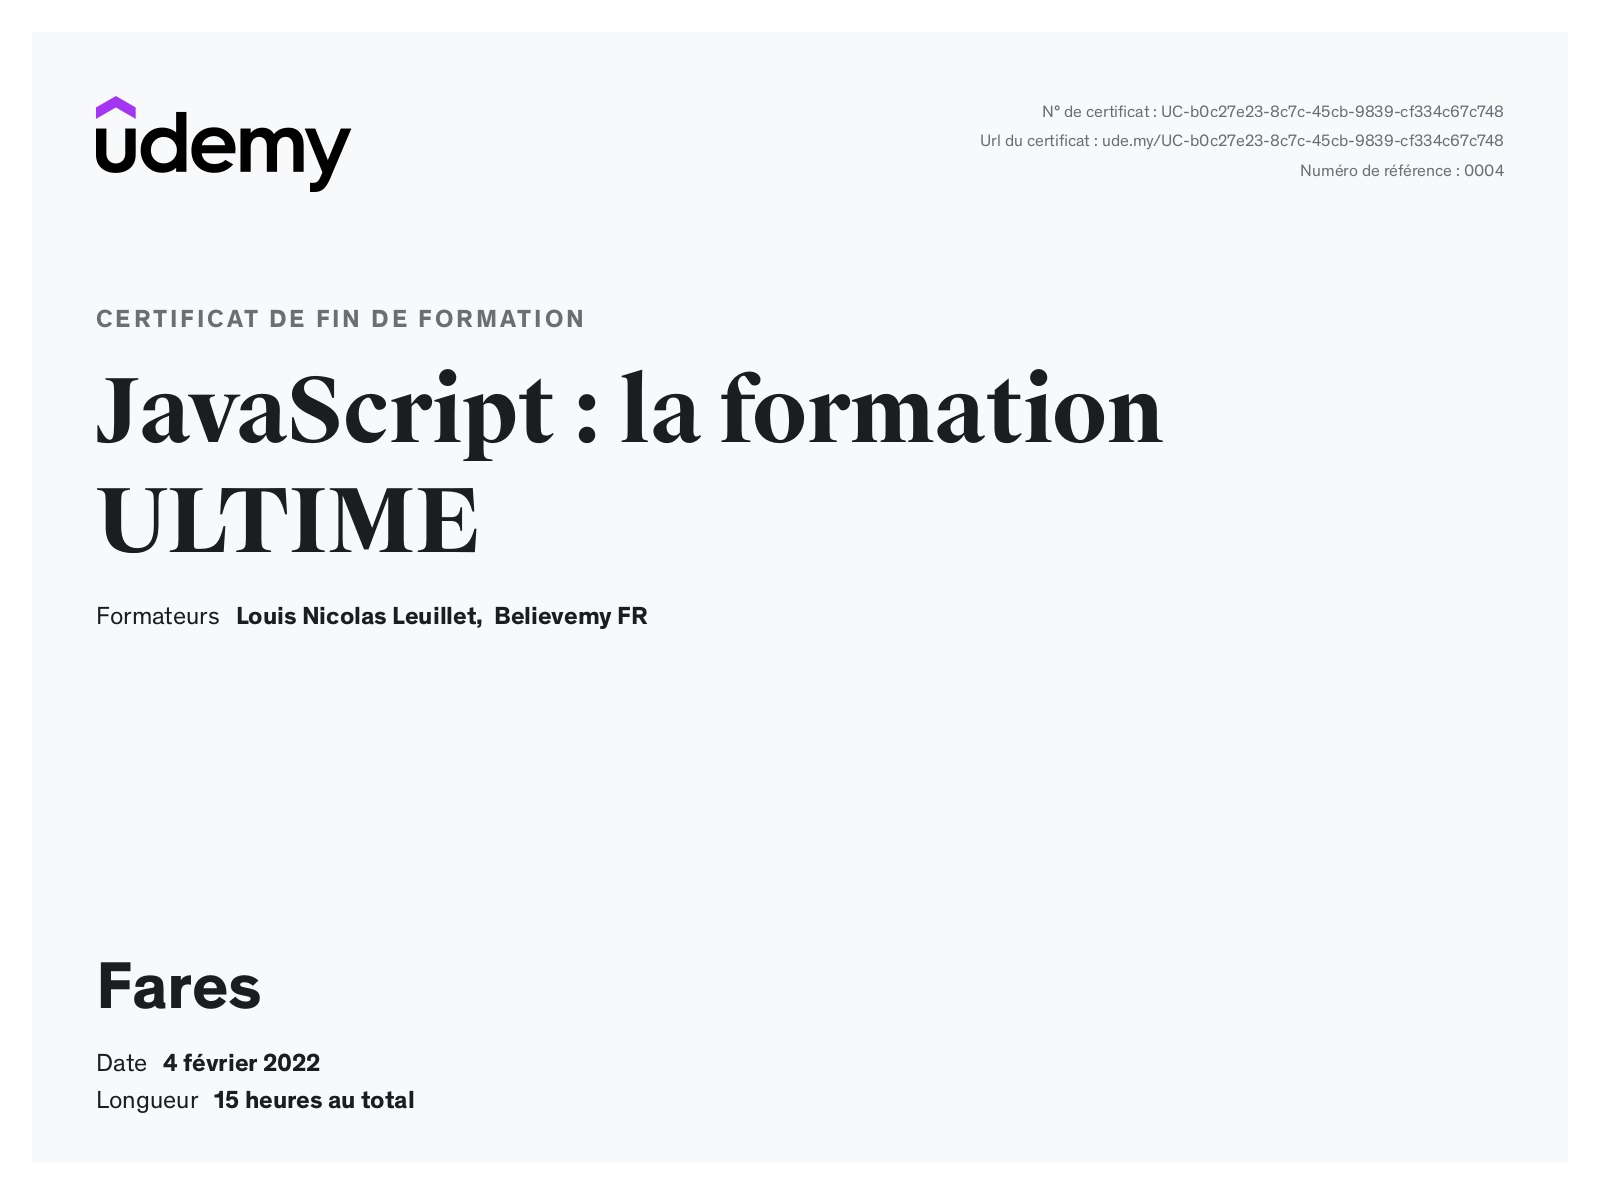 udemy
N° de certificat : UC-b0c27e23-8c7c-45cb-9839-cf334c67c748
Url du certificat : ude.my/UC-b0c27e23-8c7c-45cb-9839-cf334c67c748
Numéro de référence : 0004
CERTIFICAT DE FIN DE FORMATION
JavaScript : la formation
ULTIME
Formateurs Louis Nicolas Leuillet, Believemy FR
Fares
Date 4 février 2022
Longueur 15 heures au total